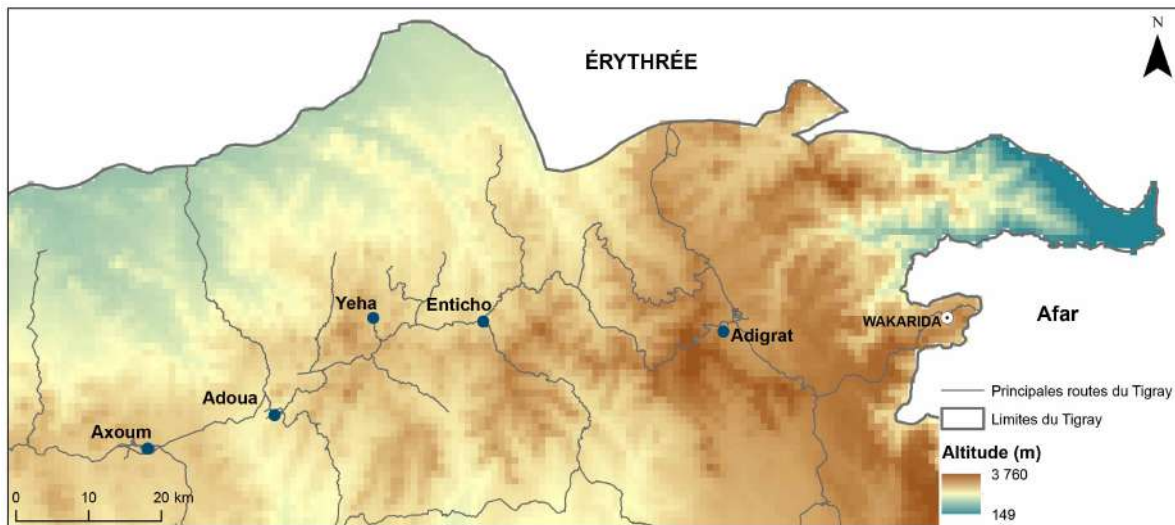 N
ÉRYTHRÉE
Yeha
Enticho
WAKARIDA
Afar
Adigrat
Adoua
Axoum
Principales routes du Tigray
Limites du Tigray
Altitude (m)
3 760
149
0 10 20 km